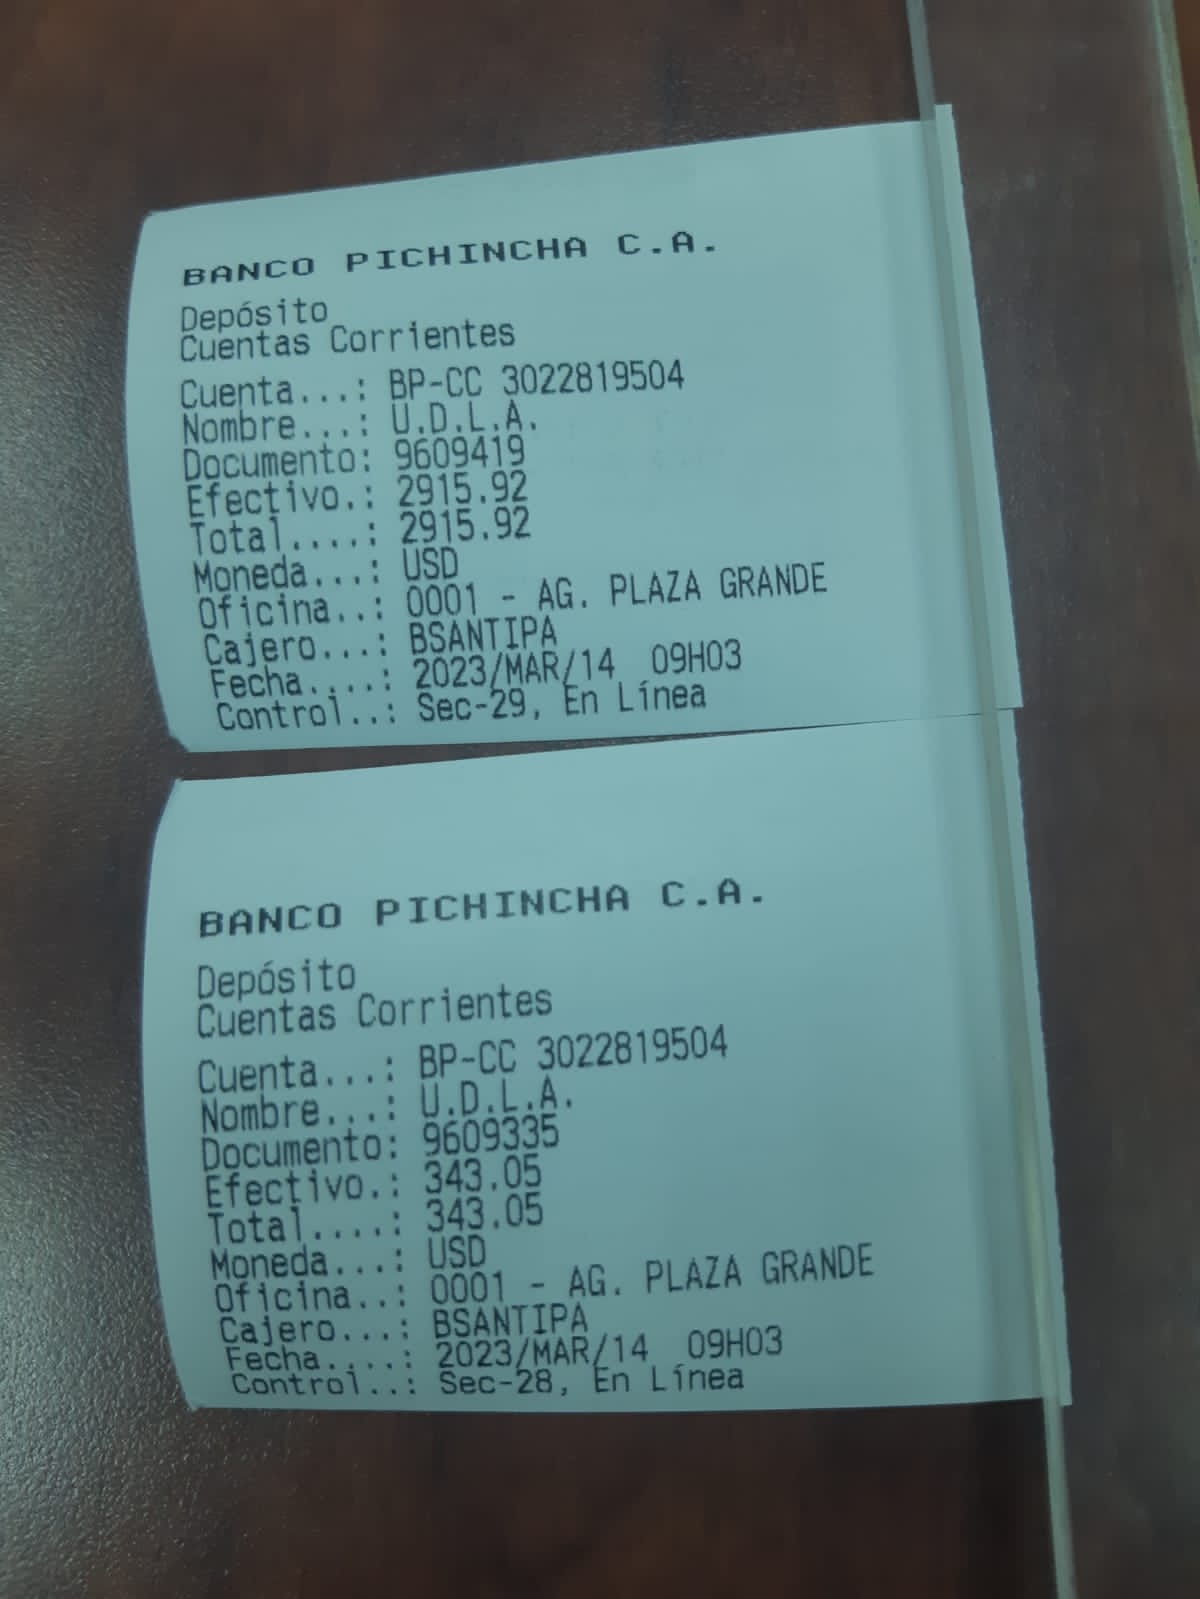 BANCO PICHINCHA C.A.
Depósito
Cuentas Corrientes
Cuenta...: BP-CC 3022819504
Nombre...: U.D.L.A.
Documento: 9609419
Efectivo.: 2915.92
Total....: 2915.92
Moneda...: USD
Oficina..: 0001 - AG. PLAZA GRANDE
Cajero...: BSANTIPA
Fecha....: 2023/MAR/14 09H03
Control..: Sec-29, En Línea
BANCO PICHINCHA C.A.
Depósito
Cuentas Corrientes
Cuenta...: BP-CC 3022819504
Nombre...: U.D.L.A.
Documento: 9609335
Efectivo.: 343.05
Total....: 343.05
Moneda...: USD
Oficina..: 0001 - AG. PLAZA GRANDE
Cajero...: BSANTIPA
Fecha....: 2023/MAR/14 09H03
Control..: Sec-28, En Línea